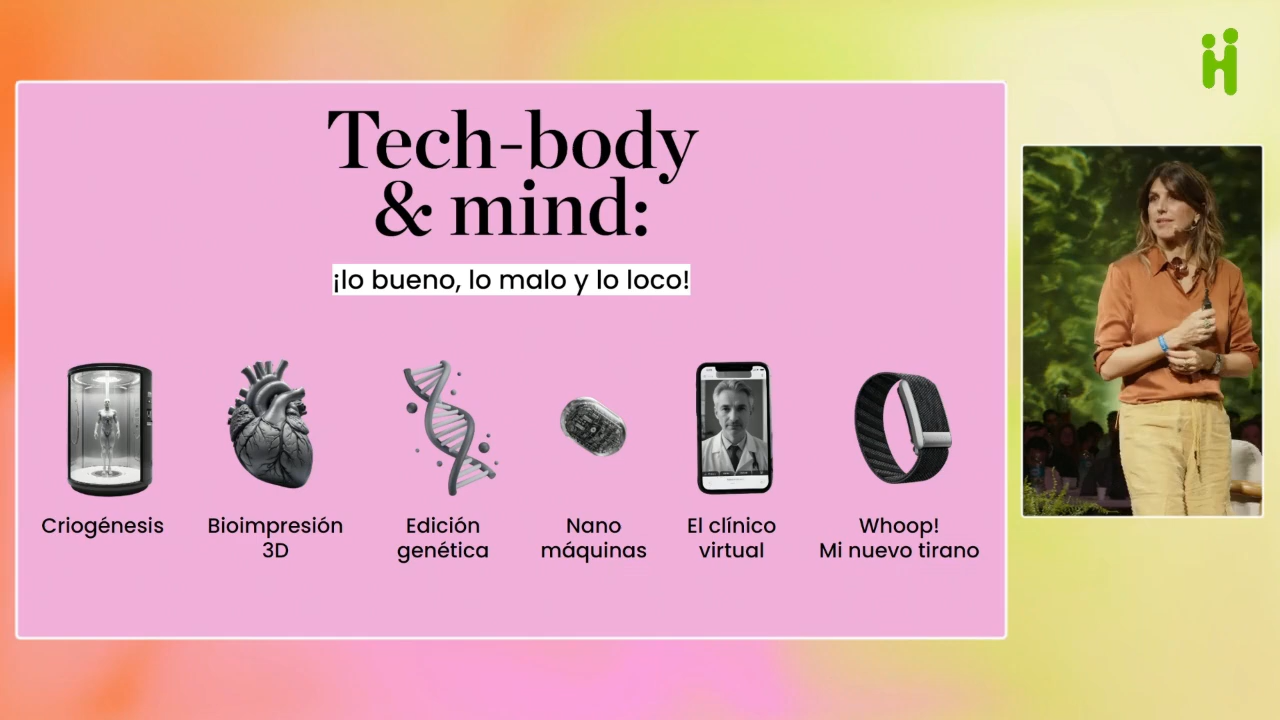 Tech-body
& mind:
¡lo bueno, lo malo y lo loco!
Criogénesis
Bioimpresión
3D
Edición
genética
Nano
máquinas
El clínico
virtual
Whoop!
Mi nuevo tirano